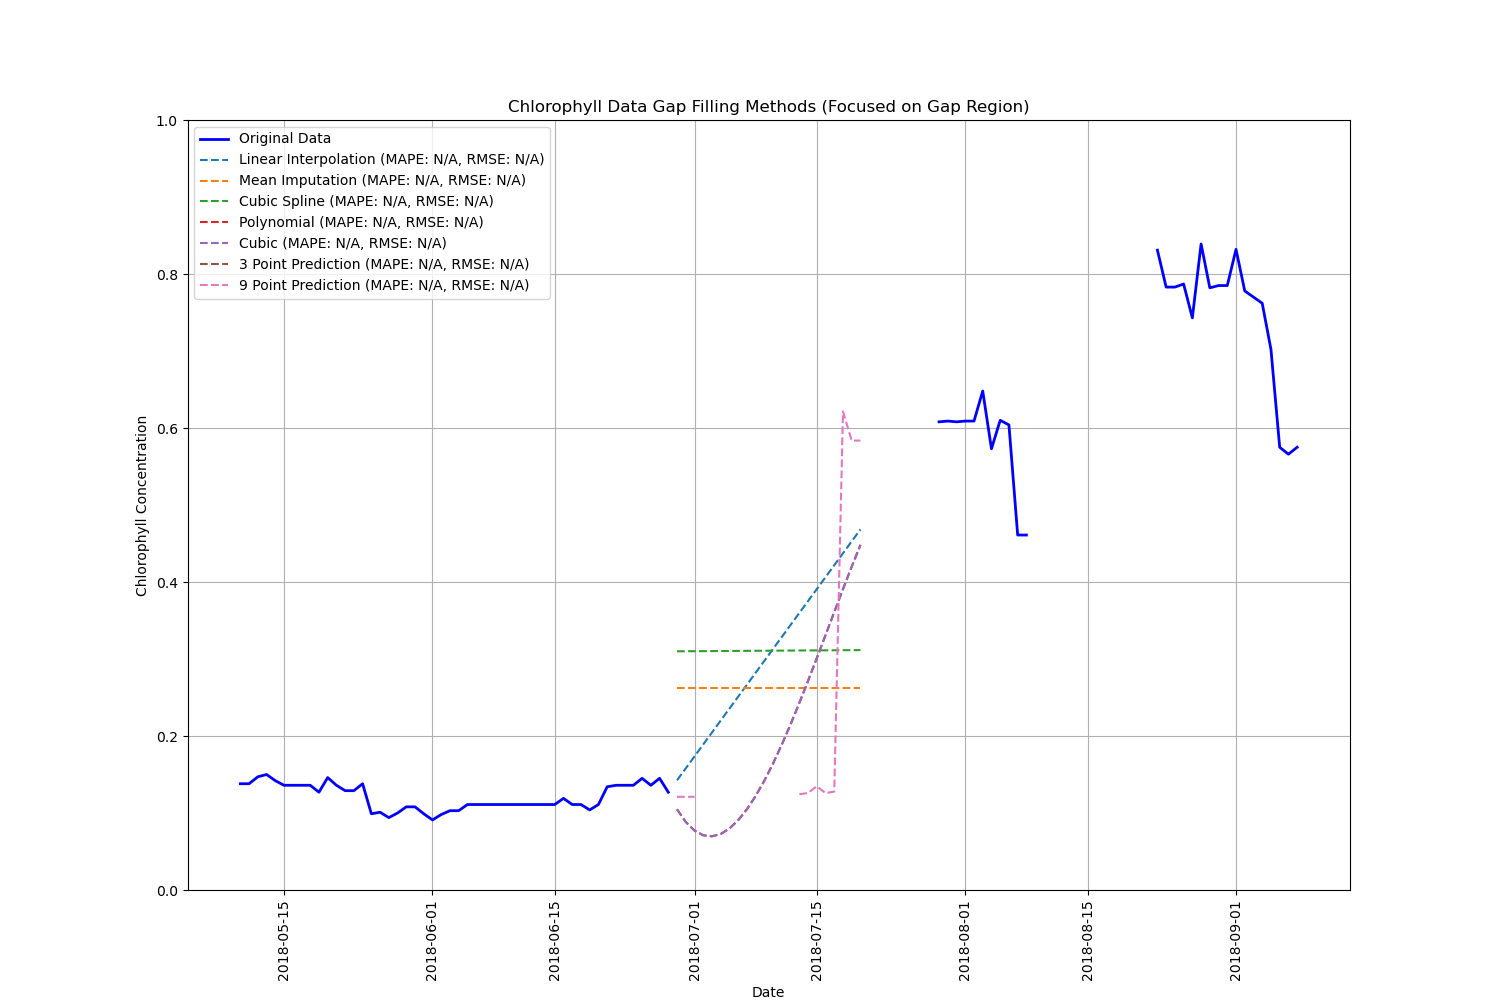 Chlorophyll Data Gap Filling Methods (Focused on Gap Region)
1.0
0.8
0.6
0.4
0.2
0.0
Chlorophyll Concentration
Original Data
Linear Interpolation (MAPE: N/A, RMSE: N/A)
Mean Imputation (MAPE: N/A, RMSE: N/A)
Cubic Spline (MAPE: N/A, RMSE: N/A)
Polynomial (MAPE: N/A, RMSE: N/A)
Cubic (MAPE: N/A, RMSE: N/A)
3 Point Prediction (MAPE: N/A, RMSE: N/A)
9 Point Prediction (MAPE: N/A, RMSE: N/A)
2018-05-15
2018-06-01
2018-06-15
2018-07-01
2018-07-15
2018-08-01
2018-08-15
2018-09-01
Date